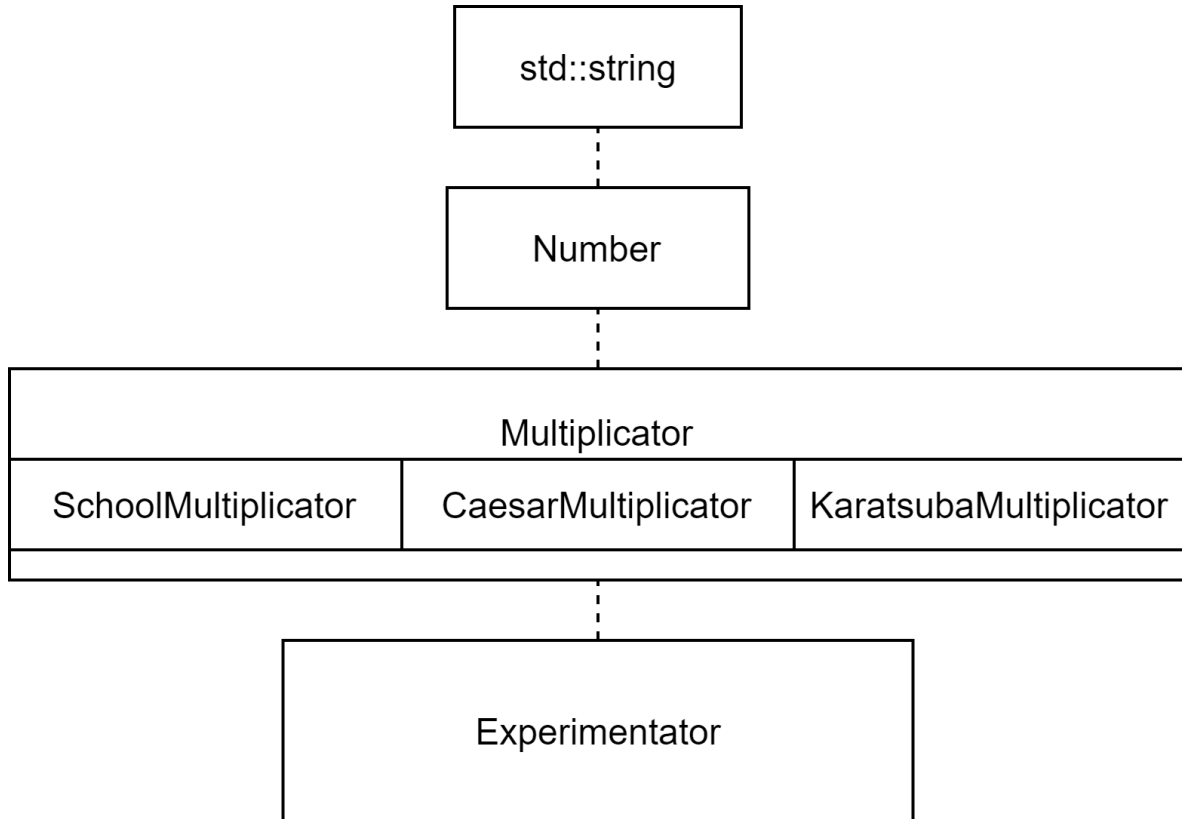 std::string
Number
Multiplicator
SchoolMultiplicator
CaesarMultiplicator
KaratsubaMultiplicator
Experimentator